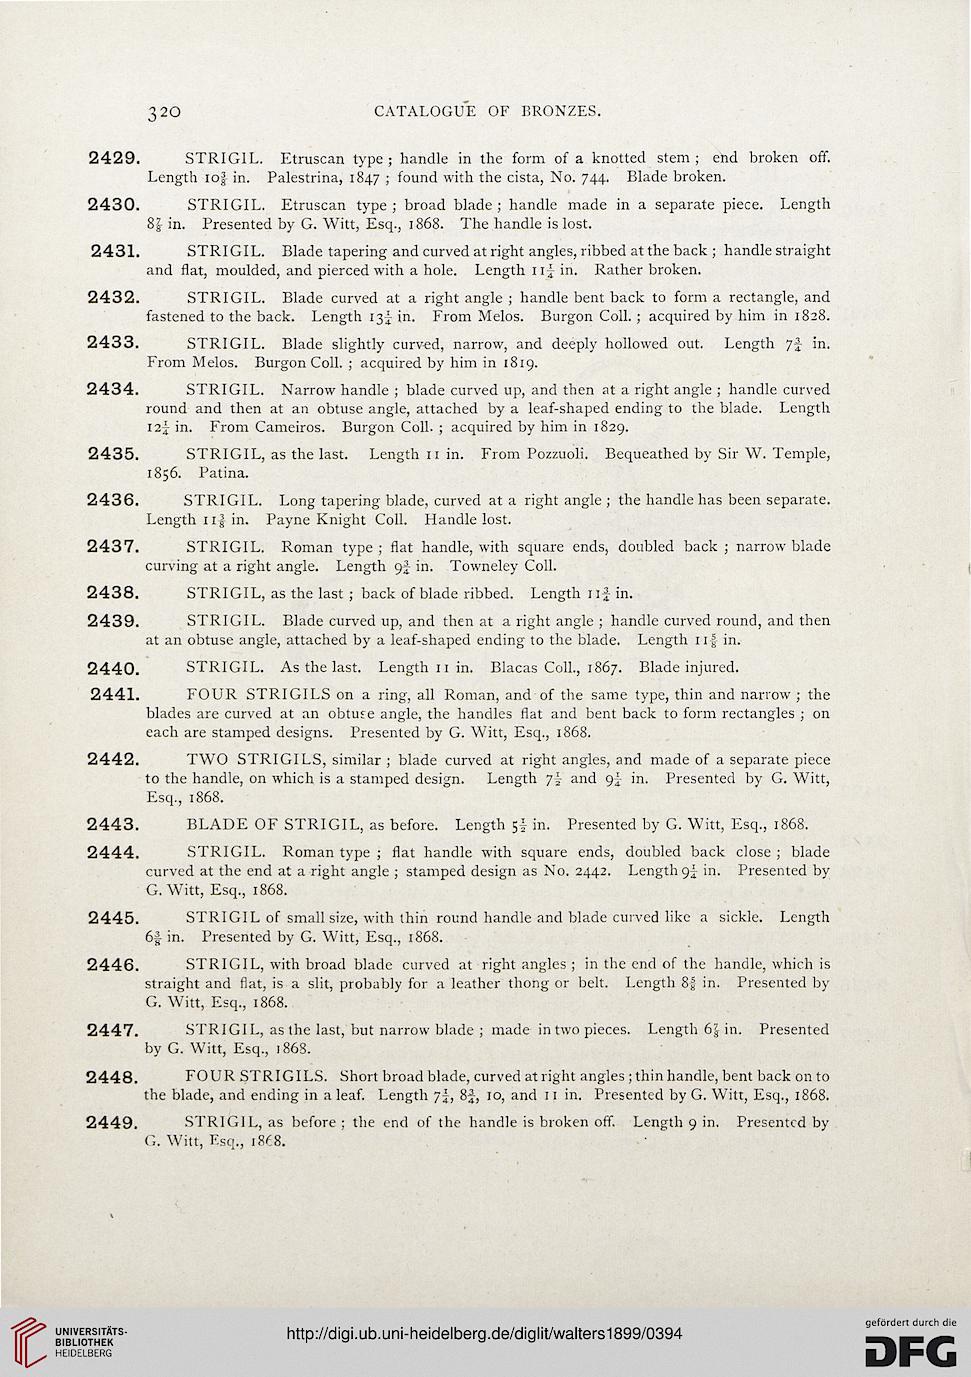 320 CATALOGUE OF BRONZES.
2429. STRIGIL. Etruscan type ; handle in the form of a knotted stem ; end broken off.
Length 10⅜ in. Palestrina, 1847 ; found with the cista, No. 744. Blade broken.
2430. STRIGIL. Etruscan type ; broad blade ; handle made in a separate piece. Length
8⅞ in. Presented by G. Witt, Esq., 1868. The handle is lost.
2431. STRIGIL. Blade tapering and curved at right angles, ribbed at the back ; handle straight
and flat, moulded, and pierced with a hole. Length 11¼ in. Rather broken.
2432. STRIGIL. Blade curved at a right angle ; handle bent back to form a rectangle, and
fastened to the back. Length 13¼ in. From Melos. Burgon Coll. ; acquired by him in 1828.
2433. STRIGIL. Blade slightly curved, narrow, and deeply hollowed out. Length 7¾ in.
From Melos. Burgon Coll. ; acquired by him in 1819.
2434. STRIGIL. Narrow handle ; blade curved up, and then at a right angle ; handle curved
round and then at an obtuse angle, attached by a leaf-shaped ending to the blade. Length
12¼ in. From Cameiros. Burgon Coll. ; acquired by him in 1829.
2435. STRIGIL, as the last. Length 11 in. From Pozzuoli. Bequeathed by Sir W. Temple,
1856. Patina.
2436. STRIGIL. Long tapering blade, curved at a right angle ; the handle has been separate.
Length 11⅜ in. Payne Knight Coll. Handle lost.
2437. STRIGIL. Roman type ; flat handle, with square ends, doubled back ; narrow blade
curving at a right angle. Length 9¾ in. Towneley Coll.
2438. STRIGIL, as the last ; back of blade ribbed. Length 11¾ in.
2439. STRIGIL. Blade curved up, and then at a right angle ; handle curved round, and then
at an obtuse angle, attached by a leaf-shaped ending to the blade. Length 11⅝ in.
2440. STRIGIL. As the last. Length 11 in. Blacas Coll., 1867. Blade injured.
2441. FOUR STRIGILS on a ring, all Roman, and of the same type, thin and narrow ; the
blades are curved at an obtuse angle, the handles flat and bent back to form rectangles ; on
each are stamped designs. Presented by G. Witt, Esq., 1868.
2442. TWO STRIGILS, similar ; blade curved at right angles, and made of a separate piece
to the handle, on which is a stamped design. Length 7½ and 9¼ in. Presented by G. Witt,
Esq., 1868.
2443. BLADE OF STRIGIL, as before. Length 5½ in. Presented by G. Witt, Esq., 1868.
2444. STRIGIL. Roman type ; flat handle with square ends, doubled back close ; blade
curved at the end at a right angle ; stamped design as No. 2442. Length 9¼ in. Presented by
G. Witt, Esq., 1868.
2445. STRIGIL of small size, with thin round handle and blade curved like a sickle. Length
6⅜ in. Presented by G. Witt, Esq., 1868.
2446. STRIGIL, with broad blade curved at right angles ; in the end of the handle, which is
straight and flat, is a slit, probably for a leather thong or belt. Length 8⅝ in. Presented by
G. Witt, Esq., 1868.
2447. STRIGIL, as the last, but narrow blade ; made in two pieces. Length 6⅞ in. Presented
by G. Witt, Esq., 1868.
2448. FOUR STRIGILS. Short broad blade, curved at right angles ; thin handle, bent back on to
the blade, and ending in a leaf. Length 7¼, 8¾, 10, and 11 in. Presented by G. Witt, Esq., 1868.
2449. STRIGIL, as before ; the end of the handle is broken off. Length 9 in. Presented by
G. Witt, Esq., 1868.
UNIVERSITÄTS-
BIBLIOTHEK
HEIDELBERG
http://digi.ub.uni-heidelberg.de/diglit/walters1899/0394
gefördert durch die
DFG